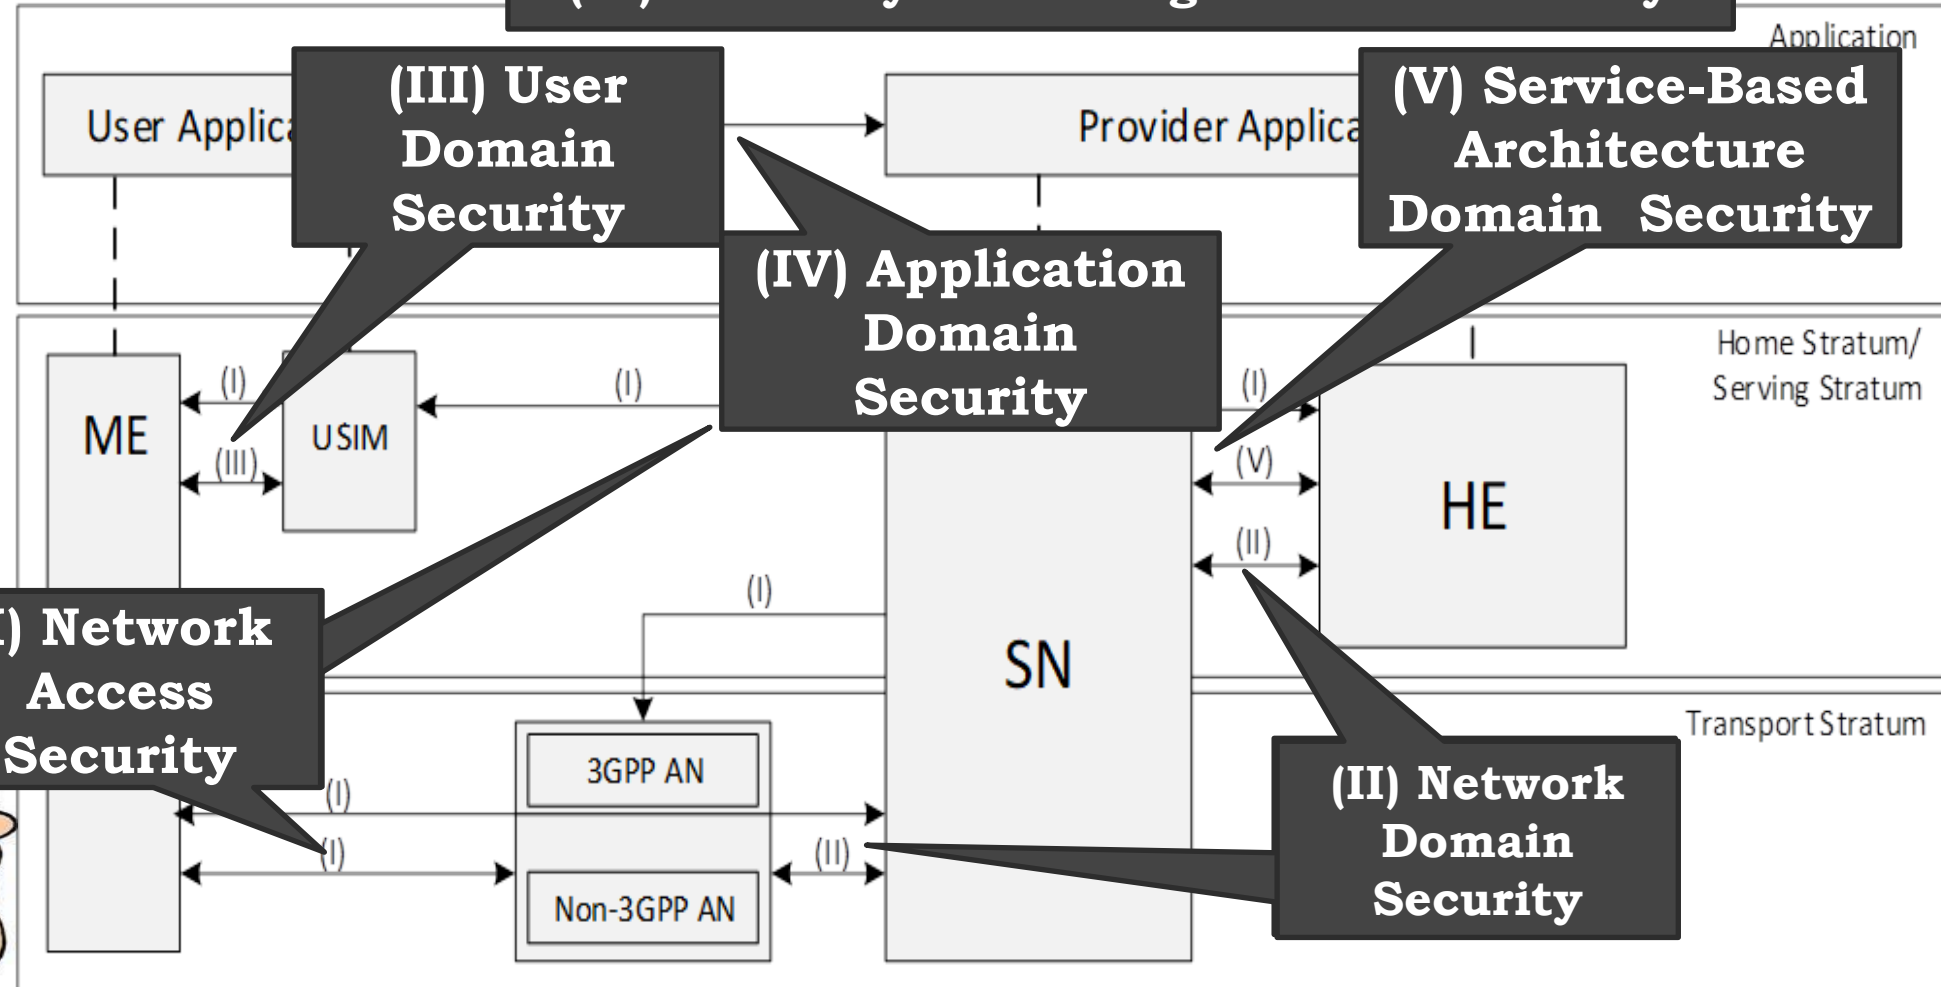 Application
(III) User
Domain
Security
(V) Service-Based
Architecture
Domain Security
User Applica
Provider Applica
(IV) Application
Domain
Security
Home Stratum/
Serving Stratum
(I)
(I)
(I)
ME
USIM
(III)
(V)
HE
(II)
(I)
) Network
Access
Security
SN
Transport Stratum
3GPP AN
(I)
(II) Network
Domain
Security
(I)
(II)
Non-3GPP AN